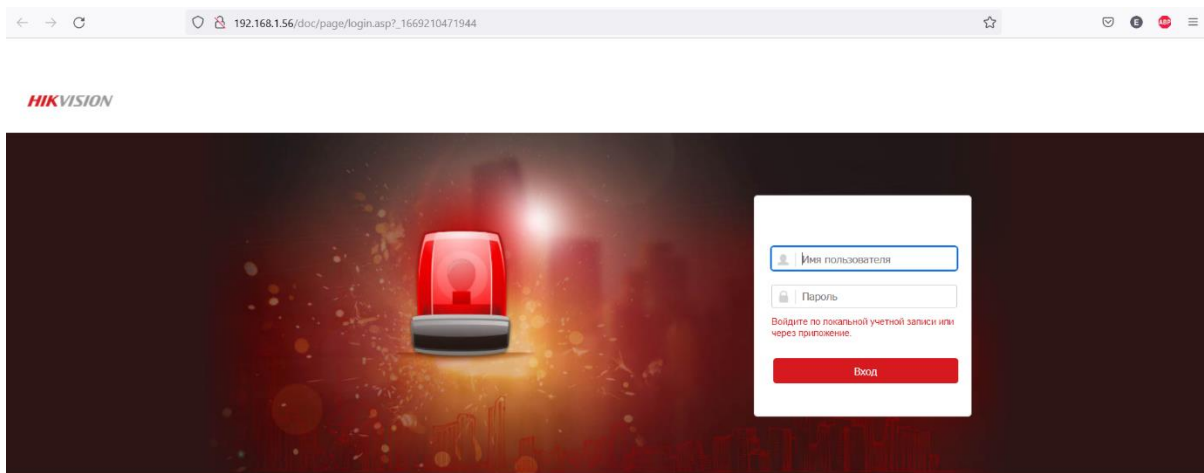 192.168.1.56/doc/page/login.asp?_1669210471944
E
ABP
HIKVISION
Имя пользователя
Пароль
Войдите по локальной учетной записи или
через приложение.
Вход